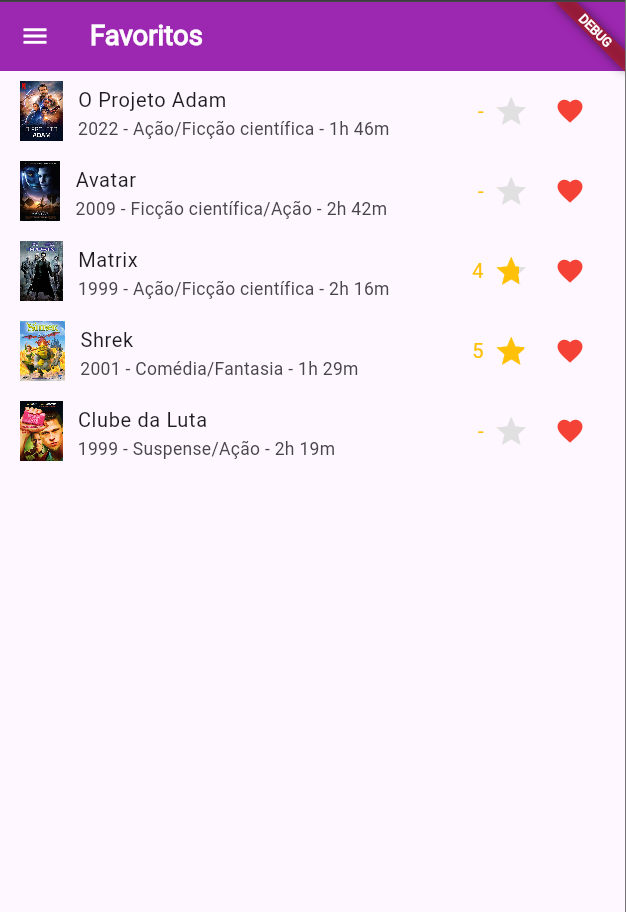 Favoritos
DEBUG
O Projeto Adam
-
2022 - Ação/Ficção científica - 1h 46m
Avatar
-
2009 - Ficção científica/Ação - 2h 42m
Matrix
4
1999 - Ação/Ficção científica - 2h 16m
Shrek
5
2001 - Comédia/Fantasia - 1h 29m
Clube da Luta
-
1999 - Suspense/Ação - 2h 19m